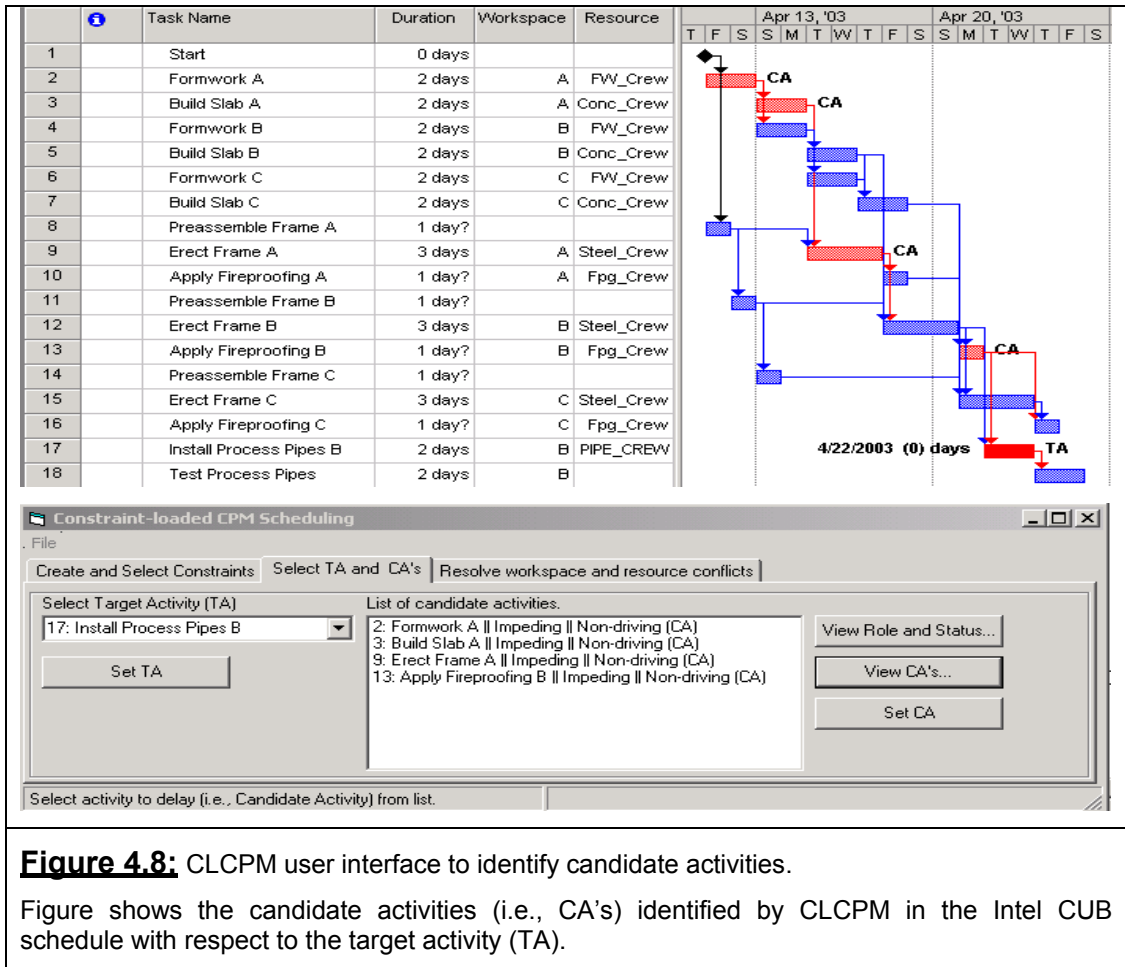 Task Name Duration Workspace Resource Apr 13, '03 Apr 20, '03
T F S S M T W T F S S M T W T F S
1 Start 0 days
2 Formwork A 2 days A FW_Crew CA
3 Build Slab A 2 days A Conc_Crew CA
4 Formwork B 2 days B FW_Crew
5 Build Slab B 2 days B Conc_Crew
6 Formwork C 2 days C FW_Crew
7 Build Slab C 2 days C Conc_Crew
8 Preassemble Frame A 1 day?
9 Erect Frame A 3 days A Steel_Crew CA
10 Apply Fireproofing A 1 day? A Fpg_Crew
11 Preassemble Frame B 1 day?
12 Erect Frame B 3 days B Steel_Crew
13 Apply Fireproofing B 1 day? B Fpg_Crew CA
14 Preassemble Frame C 1 day?
15 Erect Frame C 3 days C Steel_Crew
16 Apply Fireproofing C 1 day? C Fpg_Crew
17 Install Process Pipes B 2 days B PIPE_CREW 4/22/2003 (0) days TA
18 Test Process Pipes 2 days B
Constraint-loaded CPM Scheduling
File
Create and Select Constraints Select TA and CA's Resolve workspace and resource conflicts
Select Target Activity (TA) List of candidate activities.
17: Install Process Pipes B
2: Formwork A || Impeding || Non-driving (CA)
3: Build Slab A || Impeding || Non-driving (CA)
9: Erect Frame A || Impeding || Non-driving (CA)
13: Apply Fireproofing B || Impeding || Non-driving (CA)
Set TA
View Role and Status...
View CA's...
Set CA
Select activity to delay (i.e., Candidate Activity) from list.
Figure 4.8: CLCPM user interface to identify candidate activities.
Figure shows the candidate activities (i.e., CA's) identified by CLCPM in the Intel CUB
schedule with respect to the target activity (TA).